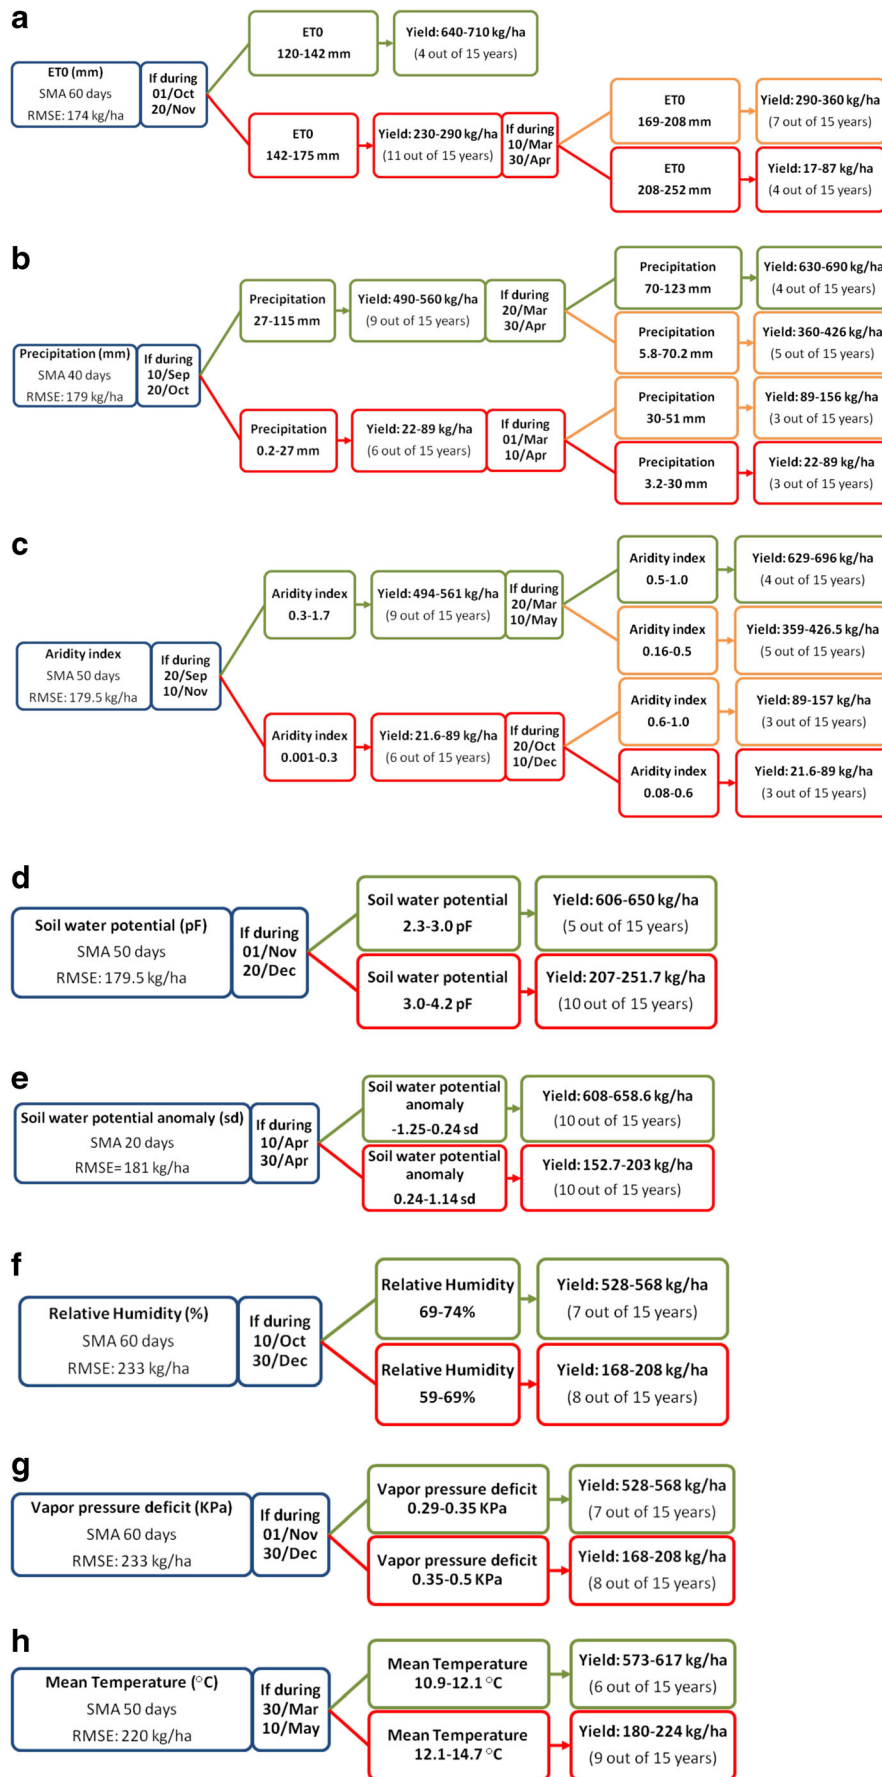 a
ET0 (mm)
SMA 60 days
RMSE: 174 kg/ha
If during
01/Oct
20/Nov
ET0
120-142 mm
Yield: 640-710 kg/ha
(4 out of 15 years)
ET0
142-175 mm
Yield: 230-290 kg/ha
(11 out of 15 years)
If during
10/Mar
30/Apr
ET0
169-208 mm
Yield: 290-360 kg/ha
(7 out of 15 years)
ET0
208-252 mm
Yield: 17-87 kg/ha
(4 out of 15 years)
b
Precipitation (mm)
SMA 40 days
RMSE: 179 kg/ha
If during
10/Sep
20/Oct
Precipitation
27-115 mm
Yield: 490-560 kg/ha
(9 out of 15 years)
If during
20/Mar
30/Apr
Precipitation
70-123 mm
Yield: 630-690 kg/ha
(4 out of 15 years)
Precipitation
5.8-70.2 mm
Yield: 360-426 kg/ha
(5 out of 15 years)
Precipitation
0.2-27 mm
Yield: 22-89 kg/ha
(6 out of 15 years)
If during
01/Mar
10/Apr
Precipitation
30-51 mm
Yield: 89-156 kg/ha
(3 out of 15 years)
Precipitation
3.2-30 mm
Yield: 22-89 kg/ha
(3 out of 15 years)
c
Aridity index
SMA 50 days
RMSE: 179.5 kg/ha
If during
20/Sep
10/Nov
Aridity index
0.3-1.7
Yield: 494-561 kg/ha
(9 out of 15 years)
If during
20/Mar
10/May
Aridity index
0.5-1.0
Yield: 629-696 kg/ha
(4 out of 15 years)
Aridity index
0.16-0.5
Yield: 359-426.5 kg/ha
(5 out of 15 years)
Aridity index
0.001-0.3
Yield: 21.6-89 kg/ha
(6 out of 15 years)
If during
20/Oct
10/Dec
Aridity index
0.6-1.0
Yield: 89-157 kg/ha
(3 out of 15 years)
Aridity index
0.08-0.6
Yield: 21.6-89 kg/ha
(3 out of 15 years)
d
Soil water potential (pF)
SMA 50 days
RMSE: 179.5 kg/ha
If during
01/Nov
20/Dec
Soil water potential
2.3-3.0 pF
Yield: 606-650 kg/ha
(5 out of 15 years)
Soil water potential
3.0-4.2 pF
Yield: 207-251.7 kg/ha
(10 out of 15 years)
e
Soil water potential anomaly (sd)
SMA 20 days
RMSE= 181 kg/ha
If during
10/Apr
30/Apr
Soil water potential
anomaly
-1.25-0.24 sd
Yield: 608-658.6 kg/ha
(10 out of 15 years)
Soil water potential
anomaly
0.24-1.14 sd
Yield: 152.7-203 kg/ha
(10 out of 15 years)
f
Relative Humidity (%)
SMA 60 days
RMSE: 233 kg/ha
If during
10/Oct
30/Dec
Relative Humidity
69-74%
Yield: 528-568 kg/ha
(7 out of 15 years)
Relative Humidity
59-69%
Yield: 168-208 kg/ha
(8 out of 15 years)
g
Vapor pressure deficit (KPa)
SMA 60 days
RMSE: 233 kg/ha
If during
01/Nov
30/Dec
Vapor pressure deficit
0.29-0.35 KPa
Yield: 528-568 kg/ha
(7 out of 15 years)
Vapor pressure deficit
0.35-0.5 KPa
Yield: 168-208 kg/ha
(8 out of 15 years)
h
Mean Temperature (°C)
SMA 50 days
RMSE: 220 kg/ha
If during
30/Mar
10/May
Mean Temperature
10.9-12.1 °C
Yield: 573-617 kg/ha
(6 out of 15 years)
Mean Temperature
12.1-14.7 °C
Yield: 180-224 kg/ha
(9 out of 15 years)